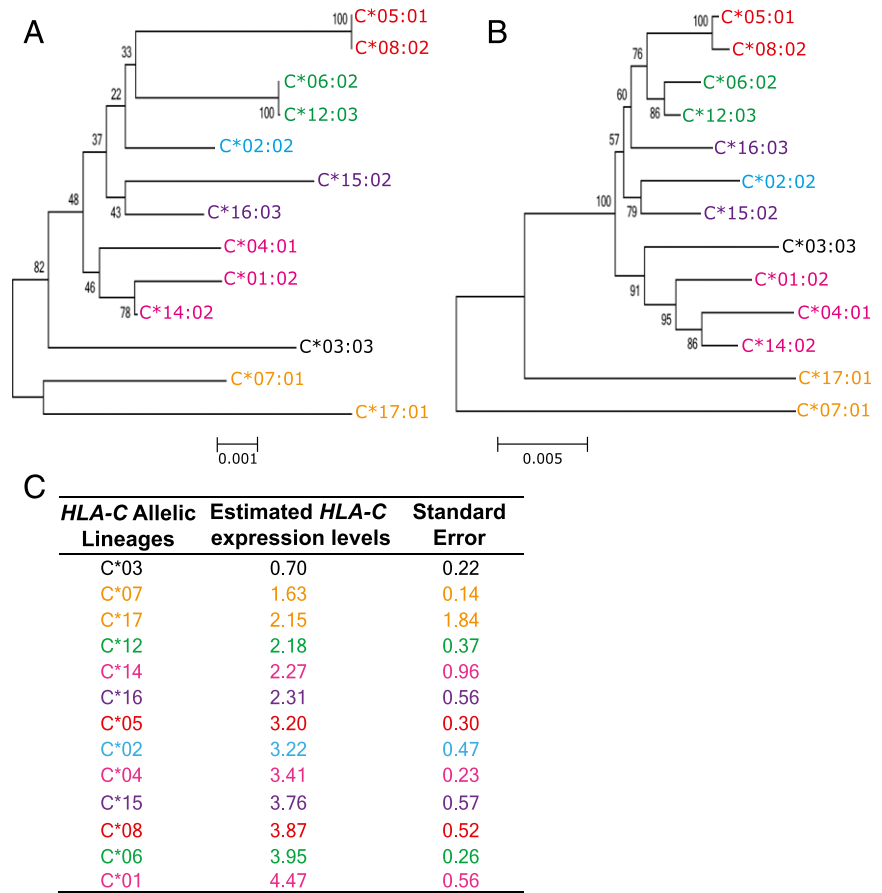 A
100
C*05:01
C*08:02
33
C*06:02
100
C*12:03
22
C*02:02
37
C*15:02
43
C*16:03
48
C*04:01
46
C*01:02
78
C*14:02
82
C*03:03
C*07:01
C*17:01
0.001
B
100
C*05:01
C*08:02
76
C*06:02
86
C*12:03
60
C*16:03
57
C*02:02
79
C*15:02
100
C*03:03
91
C*01:02
95
C*04:01
86
C*14:02
C*17:01
C*07:01
0.005
C
HLA-C Allelic Lineages Estimated HLA-C expression levels Standard Error
C*03 0.70 0.22
C*07 1.63 0.14
C*17 2.15 1.84
C*12 2.18 0.37
C*14 2.27 0.96
C*16 2.31 0.56
C*05 3.20 0.30
C*02 3.22 0.47
C*04 3.41 0.23
C*15 3.76 0.57
C*08 3.87 0.52
C*06 3.95 0.26
C*01 4.47 0.56